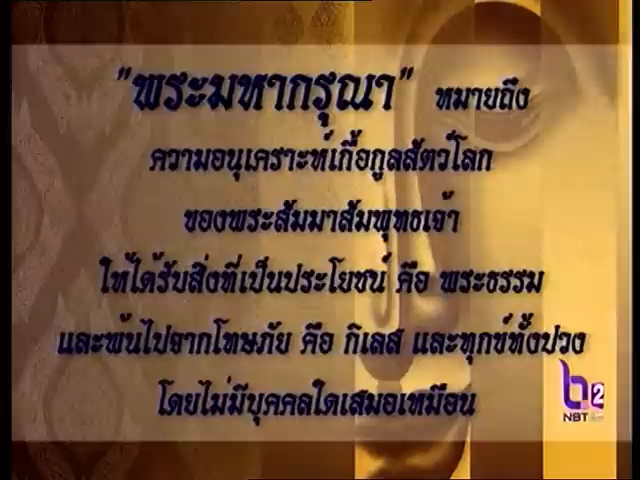 "พระมหากรุณา" หมายถึง
ความอนุเคราะห์เกื้อกูลสัตว์โลก
ของพระสัมมาสัมพุทธเจ้า
ให้ได้รับสิ่งที่เป็นประโยชน์ คือ พระธรรม
และพ้นไปจากโทษภัย คือ กิเลส และทุกข์ทั้งปวง
โดยไม่มีบุคคลใดเสมอเหมือน
2
NBT